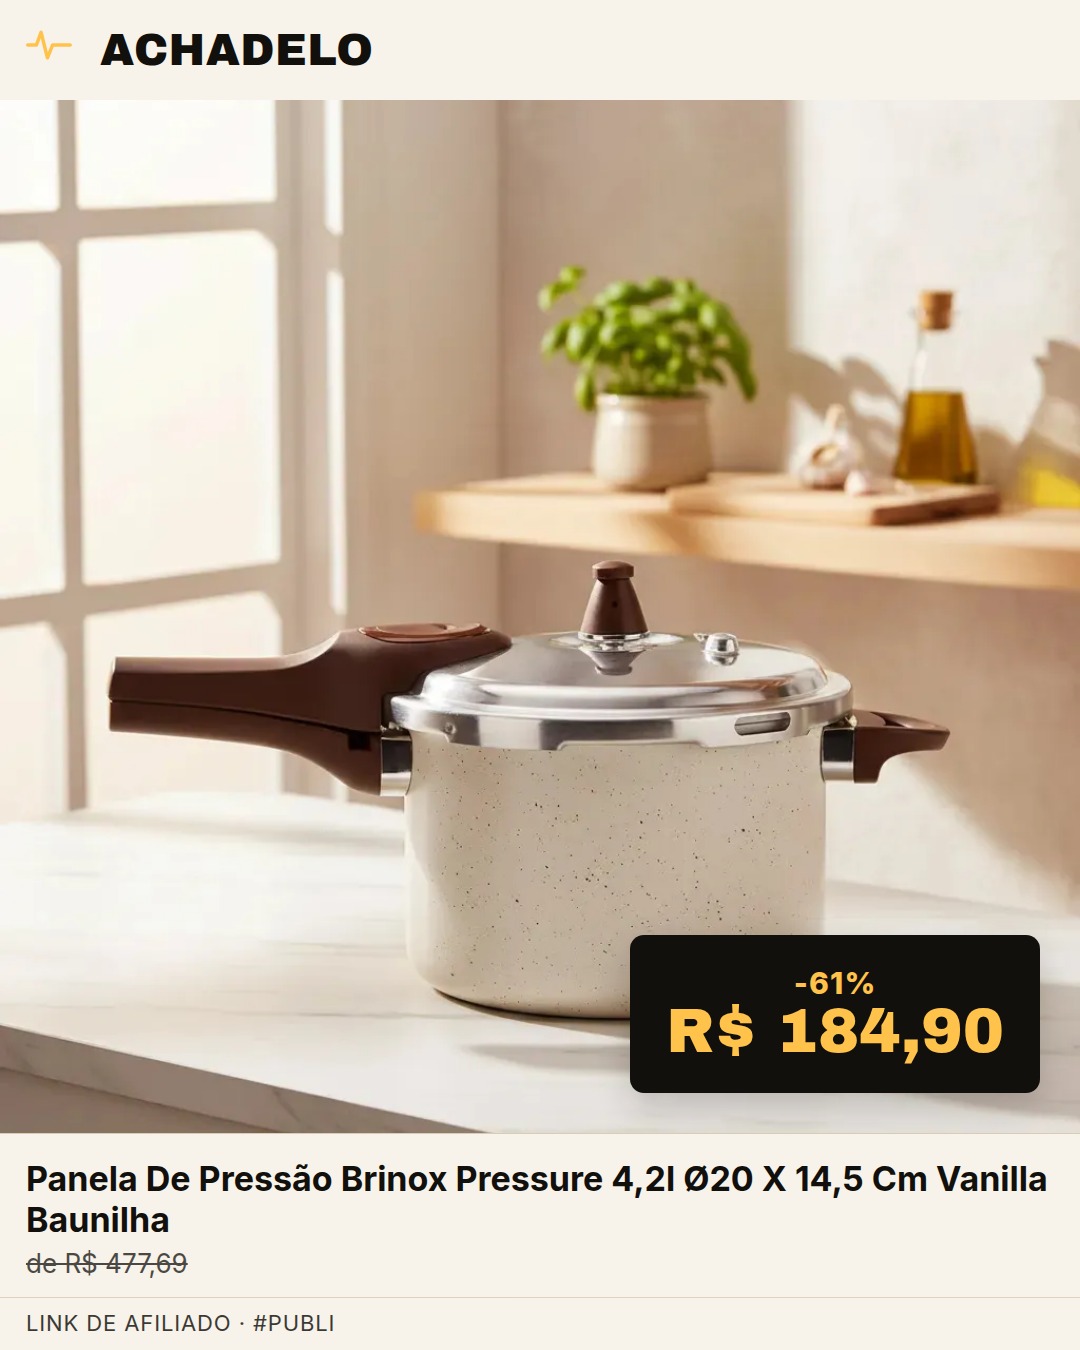 ACHADELO
-61%
R$ 184,90
Panela De Pressão Brinox Pressure 4,2l Ø20 X 14,5 Cm Vanilla
Baunilha
de R$ 477,69
LINK DE AFILIADO · #PUBLI